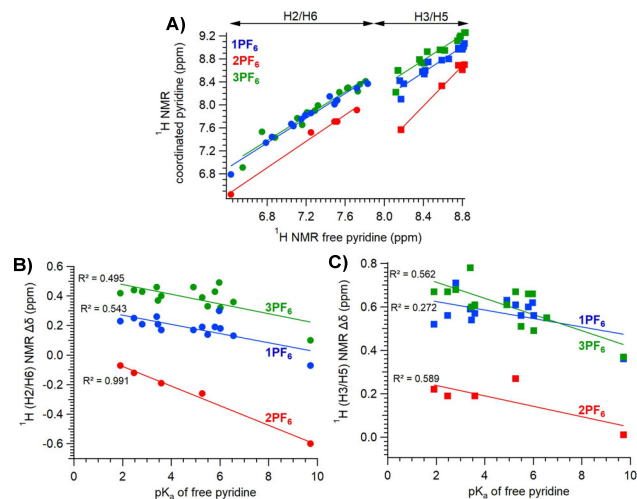 A)
H2/H6 H3/H5
1PF6
2PF6
3PF6
9.2
8.8
8.4
8.0
7.6
7.2
6.8
6.8 7.2 7.6 8.0 8.4 8.8
¹H NMR
coordinated pyridine (ppm)
¹H NMR free pyridine (ppm)
B)
0.6
0.4
0.2
0.0
-0.2
-0.4
-0.6
R² = 0.495
R² = 0.543
R² = 0.991
3PF6
1PF6
2PF6
0 2 4 6 8 10
¹H (H2/H6) NMR Δδ (ppm)
pKa of free pyridine
C)
0.8
0.6
0.4
0.2
0.0
R² = 0.562
R² = 0.272
R² = 0.589
1PF6
3PF6
2PF6
0 2 4 6 8 10
¹H (H3/H5) NMR Δδ (ppm)
pKa of free pyridine